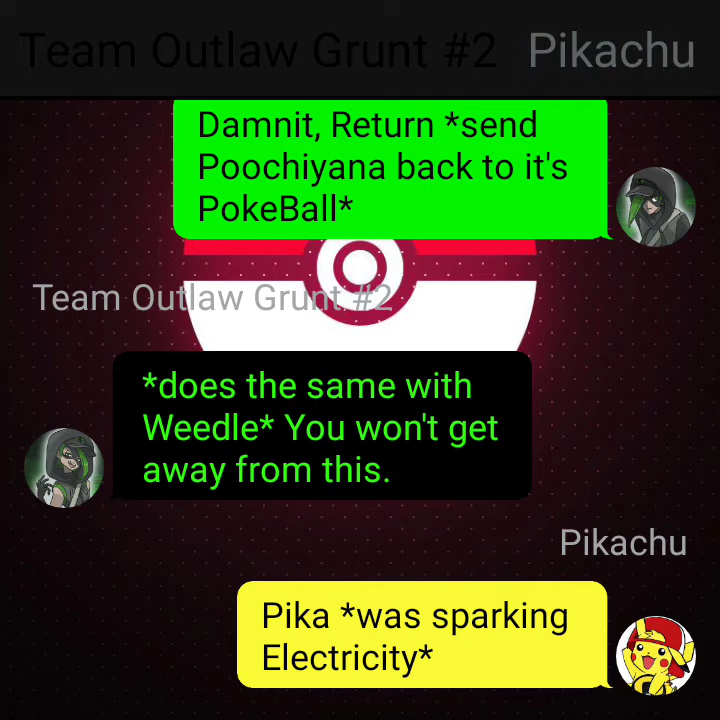 Team Outlaw Grunt #2 Pikachu
Damnit, Return *send
Poochiyana back to it's
PokeBall*
Team Outlaw Grunt #2
*does the same with
Weedle* You won't get
away from this.
Pikachu
Pika *was sparking
Electricity*